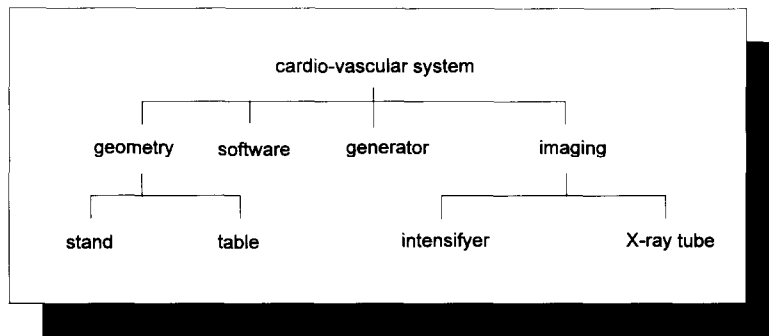 cardio-vascular system
geometry software generator imaging
stand table intensifyer X-ray tube